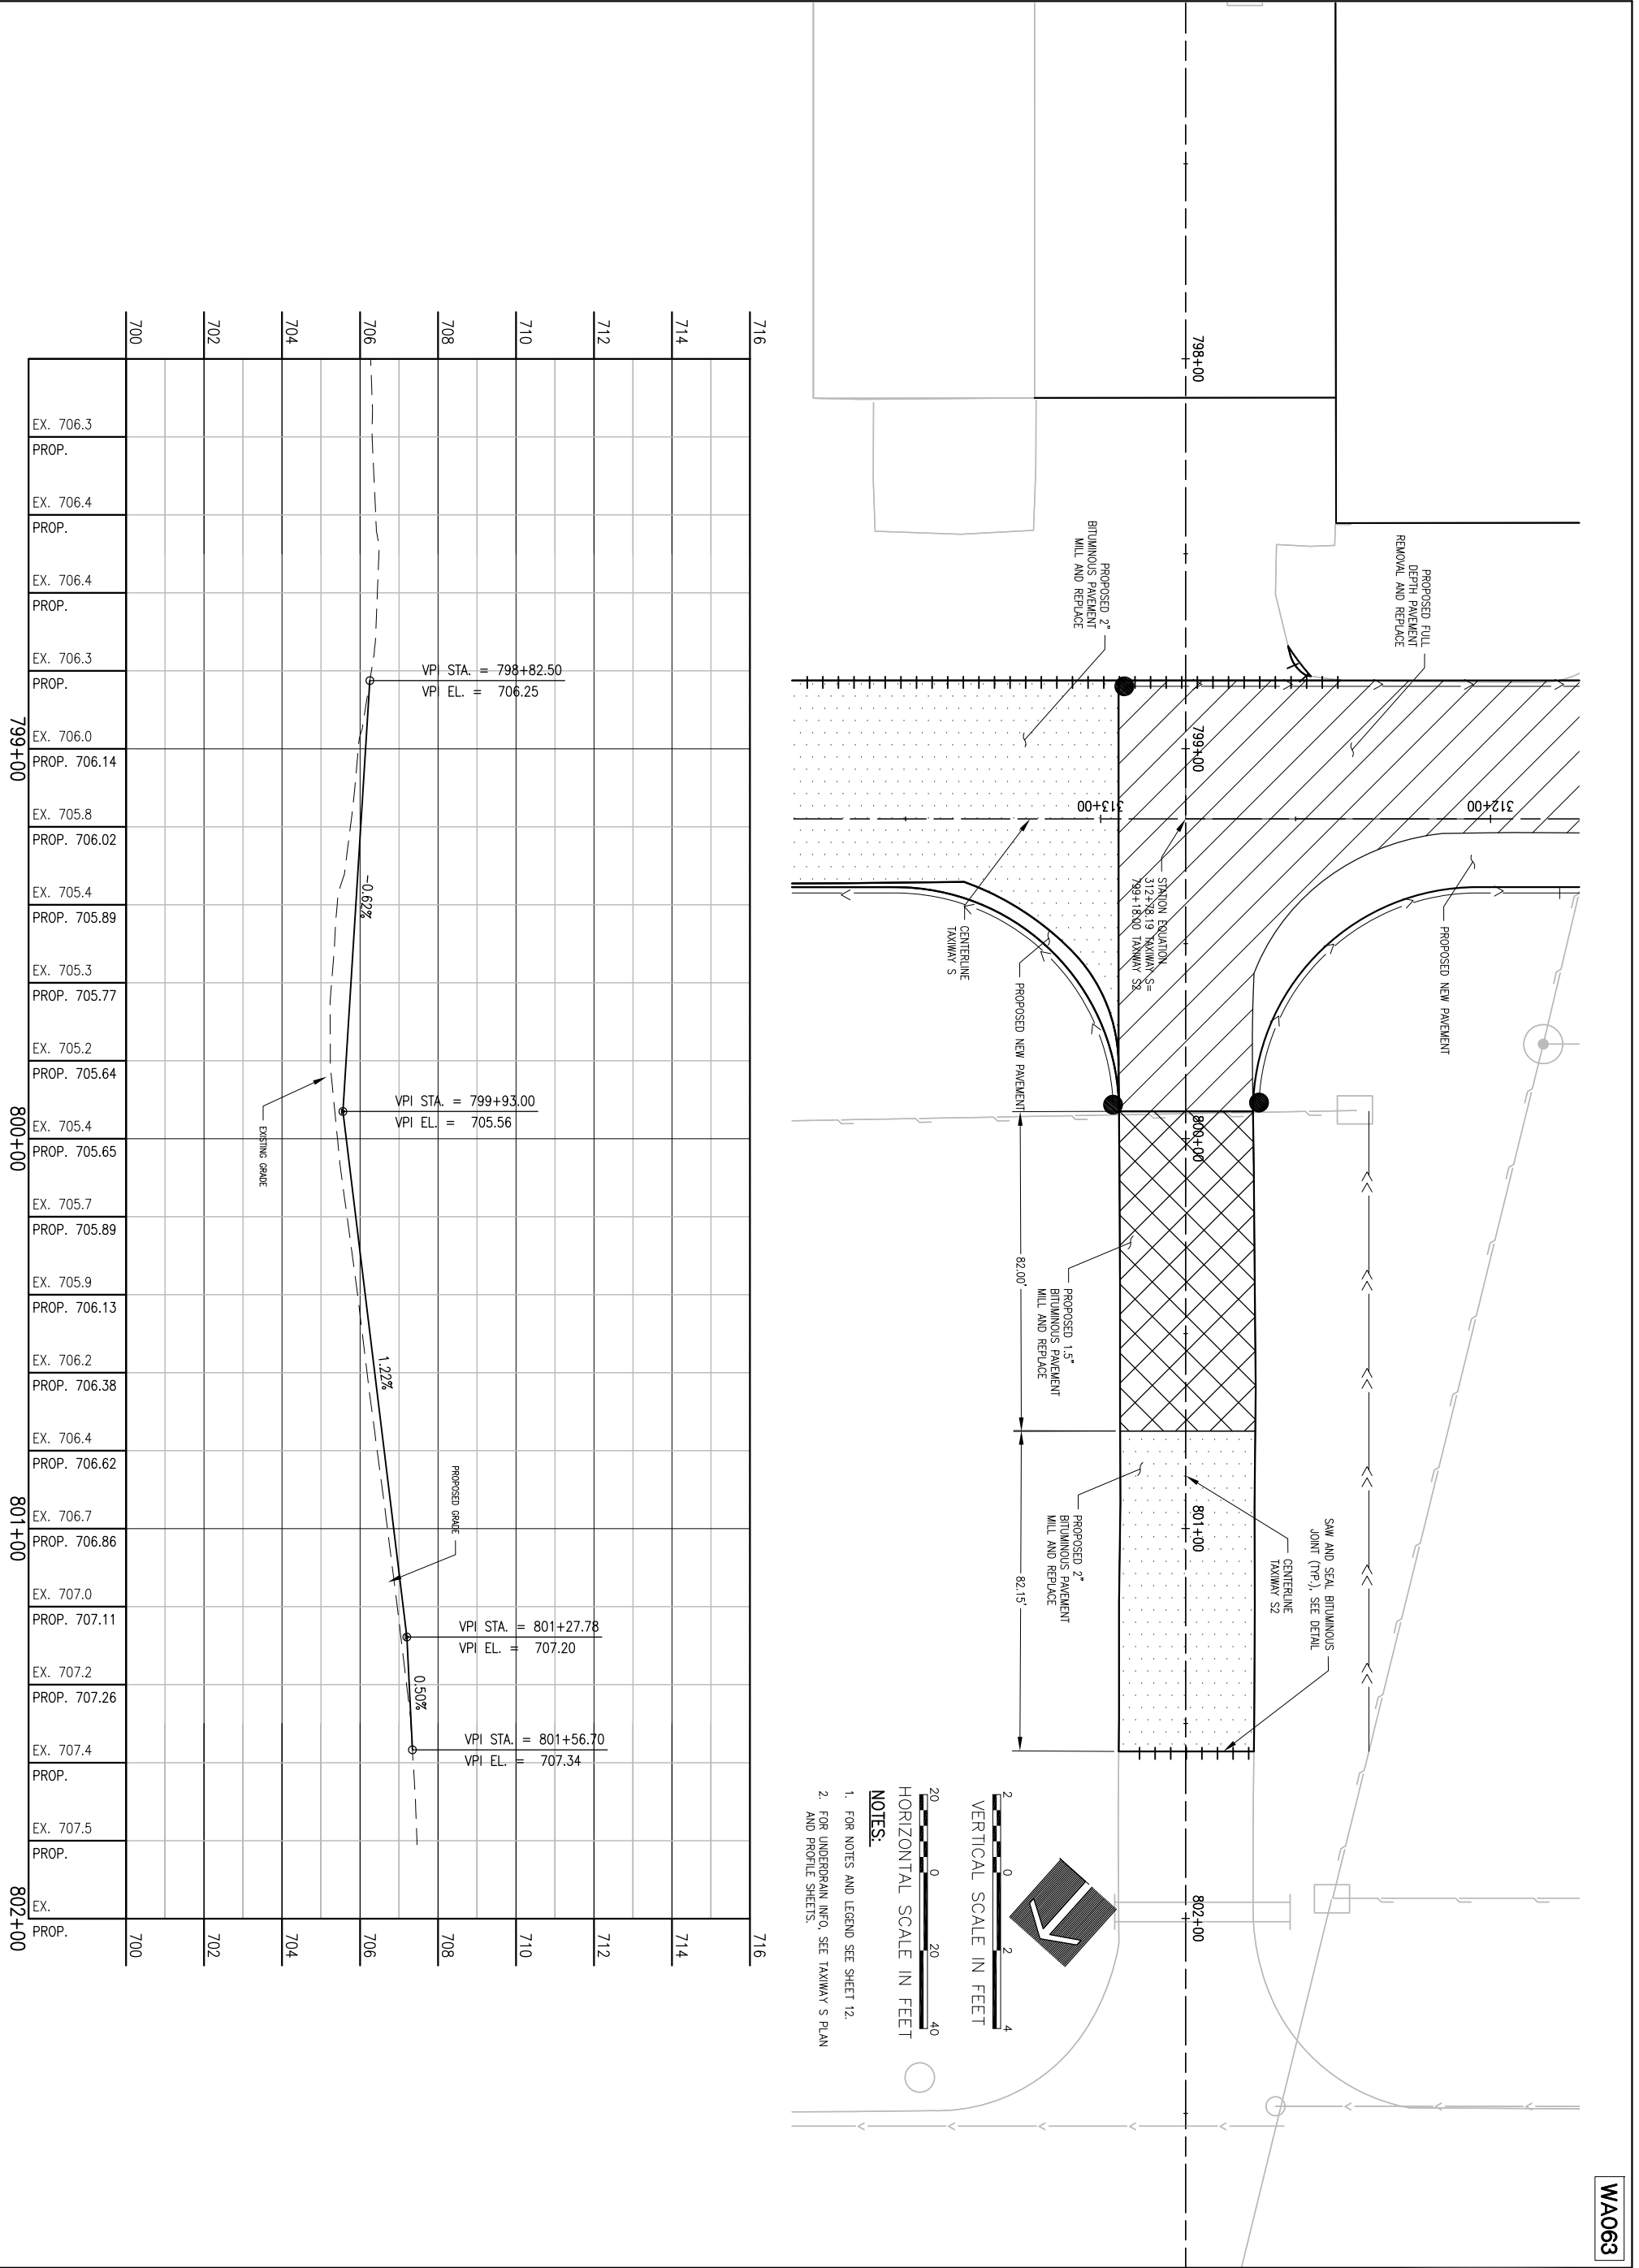 WA063
798+00
799+00
800+00
801+00
802+00
312+00
313+00
PROPOSED FULL
DEPTH PAVEMENT
REMOVAL AND REPLACE
PROPOSED 2"
BITUMINOUS PAVEMENT
MILL AND REPLACE
PROPOSED NEW PAVEMENT
STATION EQUATION
312+78.19 TAXIWAY S=
799+18.00 TAXIWAY S2
CENTERLINE
TAXIWAY S
PROPOSED NEW PAVEMENT
82.00'
PROPOSED 1.5"
BITUMINOUS PAVEMENT
MILL AND REPLACE
82.15'
PROPOSED 2"
BITUMINOUS PAVEMENT
MILL AND REPLACE
CENTERLINE
TAXIWAY S2
SAW AND SEAL BITUMINOUS
JOINT (TYP.), SEE DETAIL
2 0 2 4
VERTICAL SCALE IN FEET
20 0 20 40
HORIZONTAL SCALE IN FEET
NOTES:
1. FOR NOTES AND LEGEND SEE SHEET 12.
2. FOR UNDERDRAIN INFO, SEE TAXIWAY S PLAN
AND PROFILE SHEETS.
716
714
712
710
708
706
704
702
700
716
714
712
710
708
706
704
702
700
VPI STA. = 798+82.50
VPI EL. = 706.25
-0.62%
VPI STA. = 799+93.00
VPI EL. = 705.56
EXISTING GRADE
1.22%
PROPOSED GRADE
VPI STA. = 801+27.78
VPI EL. = 707.20
0.50%
VPI STA. = 801+56.70
VPI EL. = 707.34
EX. 706.3
PROP.
EX. 706.4
PROP.
EX. 706.4
PROP.
EX. 706.3
PROP.
EX. 706.0
PROP. 706.14
EX. 705.8
PROP. 706.02
EX. 705.4
PROP. 705.89
EX. 705.3
PROP. 705.77
EX. 705.2
PROP. 705.64
EX. 705.4
PROP. 705.65
EX. 705.7
PROP. 705.89
EX. 705.9
PROP. 706.13
EX. 706.2
PROP. 706.38
EX. 706.4
PROP. 706.62
EX. 706.7
PROP. 706.86
EX. 707.0
PROP. 707.11
EX. 707.2
PROP. 707.26
EX. 707.4
PROP.
EX. 707.5
PROP.
EX.
PROP.
799+00
800+00
801+00
802+00